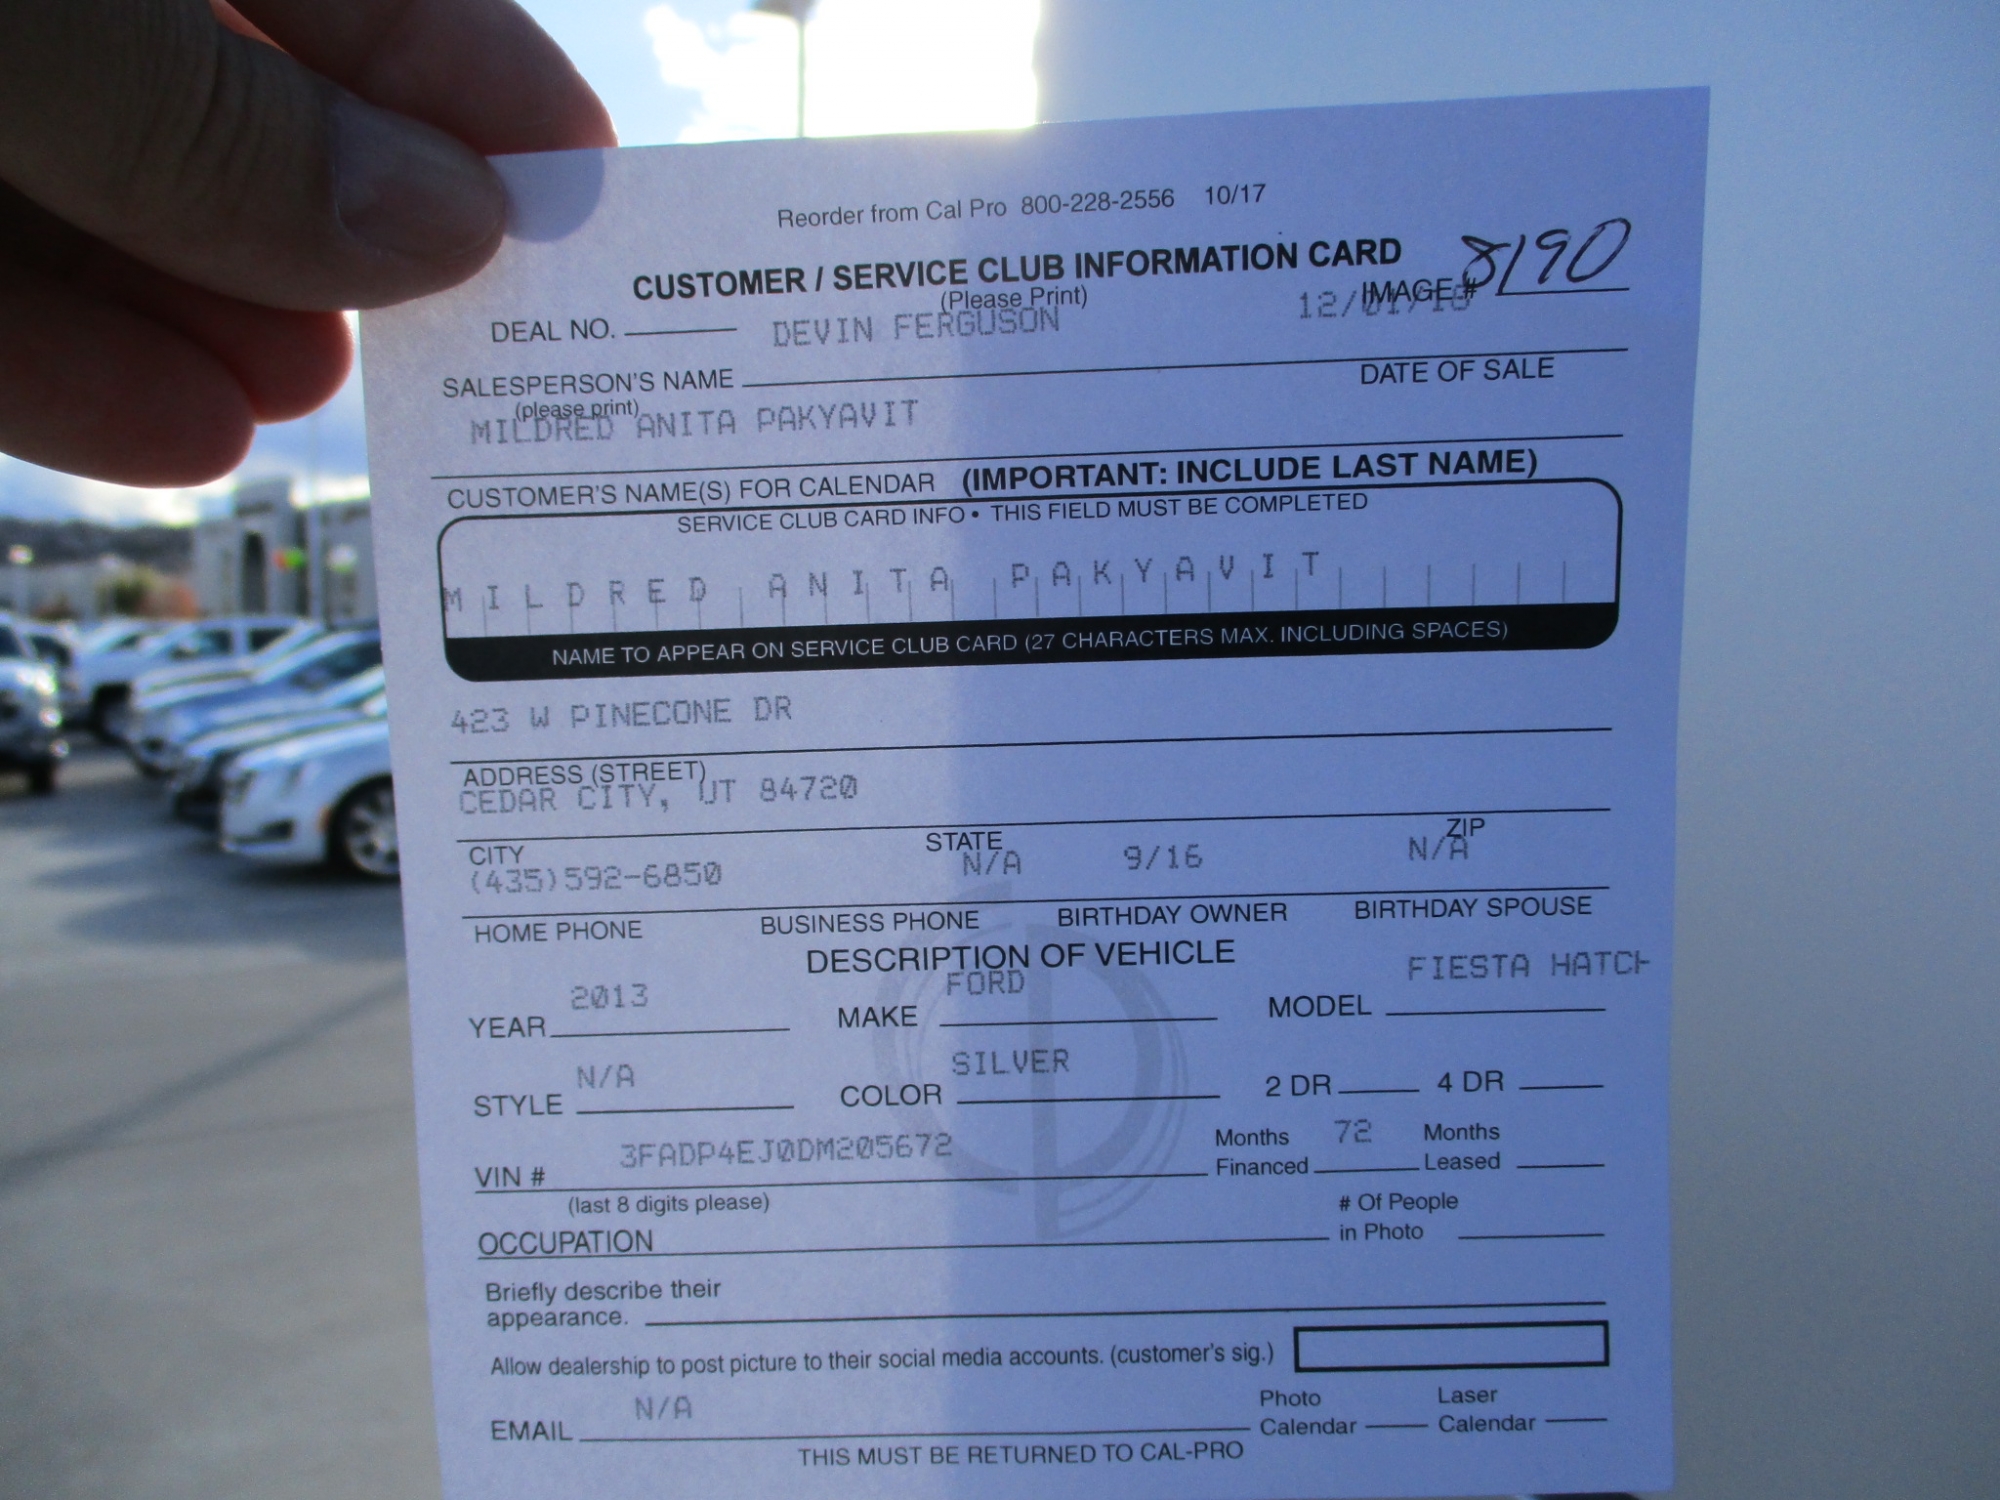 Reorder from Cal Pro 800-228-2556 10/17
CUSTOMER / SERVICE CLUB INFORMATION CARD
(Please Print)
IMAGE # 8190
DEAL NO. DEVIN FERGUSON 12/01/18
SALESPERSON'S NAME DATE OF SALE
(please print)
MILDRED ANITA PAKYAVIT
CUSTOMER'S NAME(S) FOR CALENDAR (IMPORTANT: INCLUDE LAST NAME)
SERVICE CLUB CARD INFO • THIS FIELD MUST BE COMPLETED
MILDRED ANITA PAKYAVIT
NAME TO APPEAR ON SERVICE CLUB CARD (27 CHARACTERS MAX. INCLUDING SPACES)
423 W PINECONE DR
ADDRESS (STREET)
CEDAR CITY, UT 84720
CITY STATE ZIP
(435)592-6850 N/A 9/16 N/A
HOME PHONE BUSINESS PHONE BIRTHDAY OWNER BIRTHDAY SPOUSE
DESCRIPTION OF VEHICLE
YEAR 2013 MAKE FORD MODEL FIESTA HATCH
STYLE N/A COLOR SILVER 2 DR 4 DR
VIN # 3FADP4EJ0DM205672 Months Financed 72 Months Leased
(last 8 digits please)
OCCUPATION # Of People in Photo
Briefly describe their
appearance.
Allow dealership to post picture to their social media accounts. (customer's sig.)
EMAIL N/A Photo Calendar Laser Calendar
THIS MUST BE RETURNED TO CAL-PRO